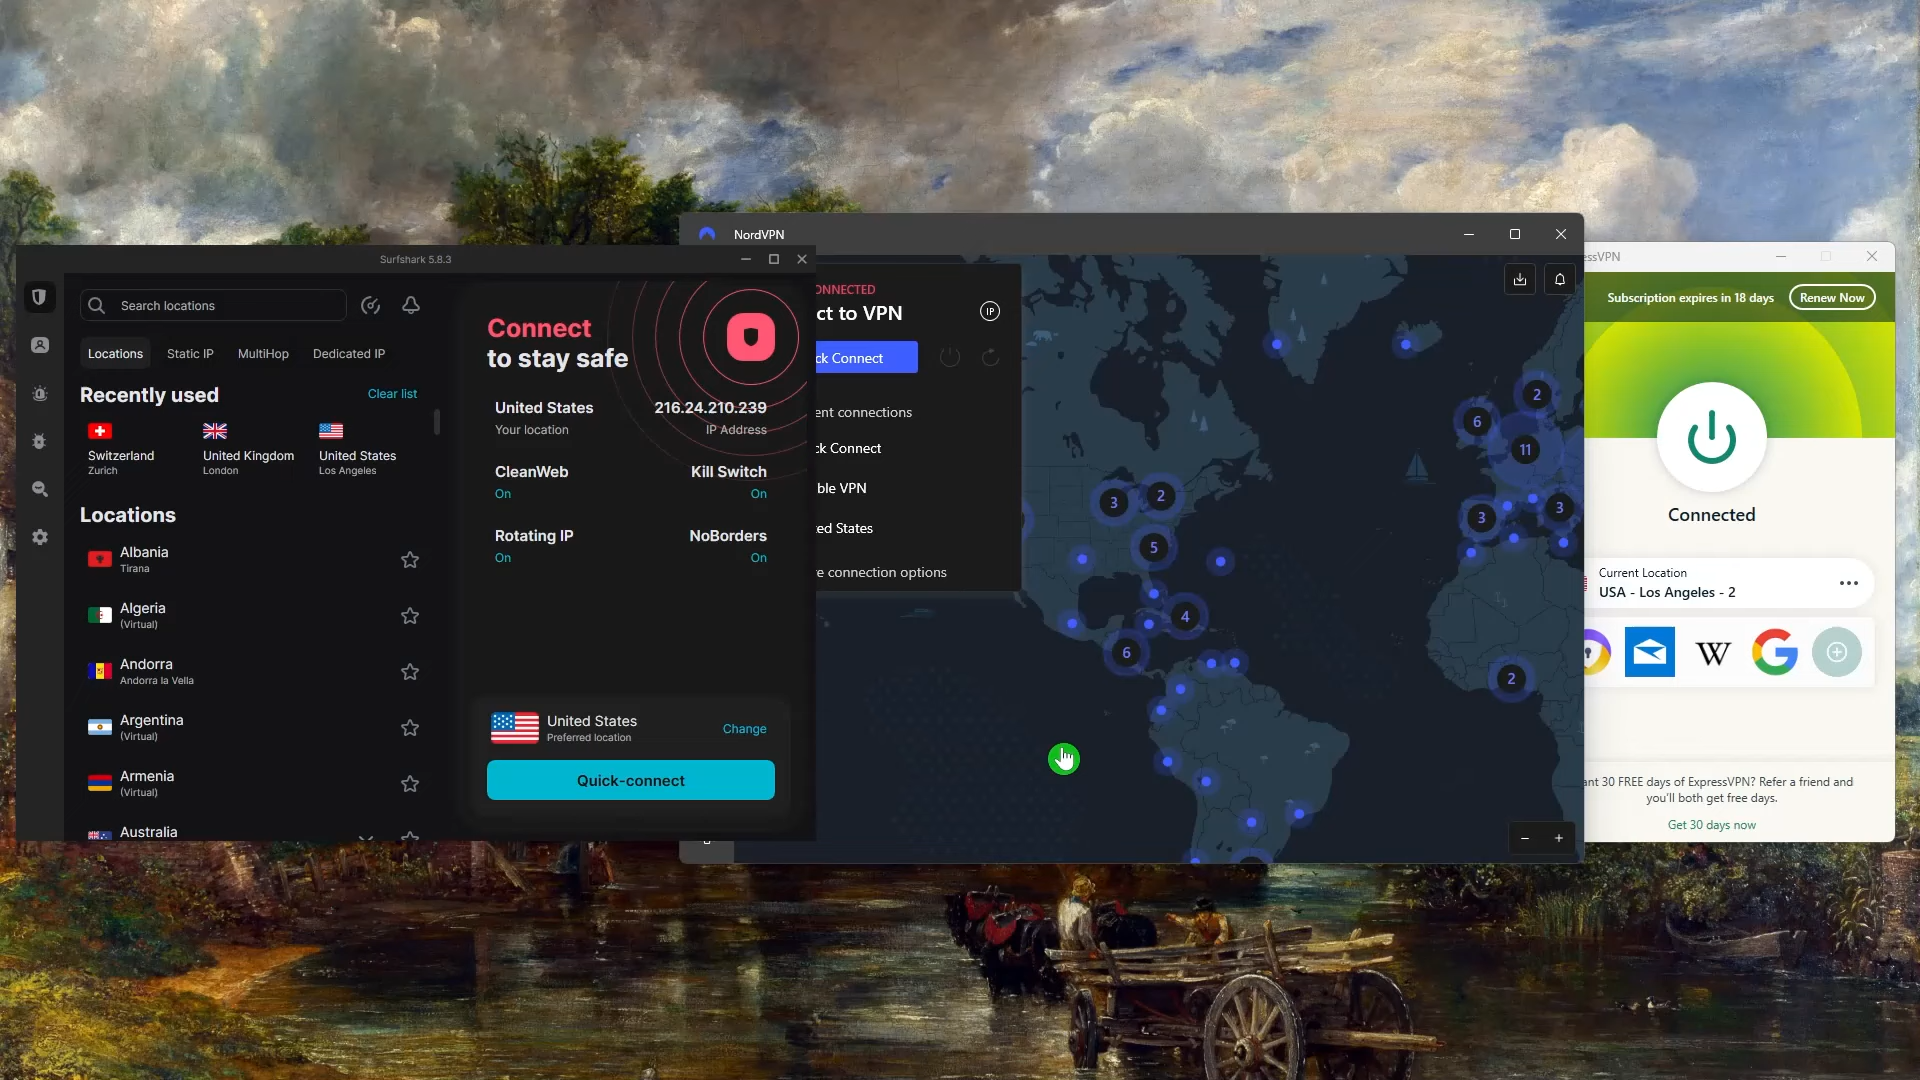 Surfshark 5.8.3
Search locations
Locations
Static IP
MultiHop
Dedicated IP
Recently used
Clear list
Switzerland
Zurich
United Kingdom
London
United States
Los Angeles
Locations
Albania
Tirana
Algeria
(Virtual)
Andorra
Andorra la Vella
Argentina
(Virtual)
Armenia
(Virtual)
Australia
Connect
to stay safe
United States
216.24.210.239
Your location
IP Address
CleanWeb
Kill Switch
On
On
Rotating IP
NoBorders
On
On
United States
Preferred location
Change
Quick-connect
NordVPN
ONNECTED
ct to VPN
IP
ck Connect
ent connections
ck Connect
ble VPN
ed States
e connection options
3
2
5
4
6
2
6
11
3
3
2
− +
essVPN
Subscription expires in 18 days
Renew Now
Connected
Current Location
USA - Los Angeles - 2
W
G
ant 30 FREE days of ExpressVPN? Refer a friend and
you'll both get free days.
Get 30 days now